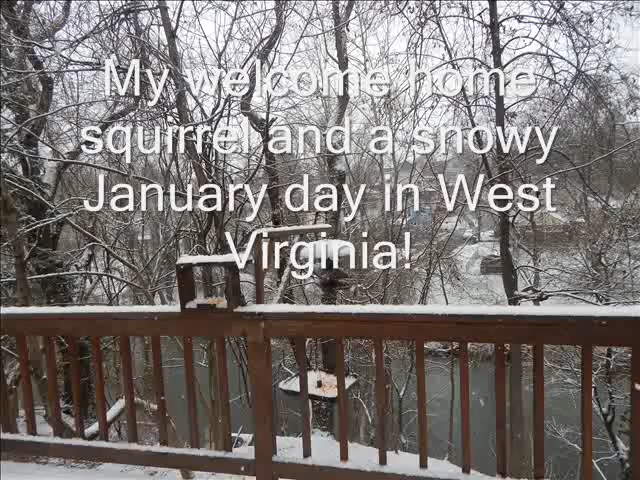 My welcome home
squirrel and a snowy
January day in West
Virginia!